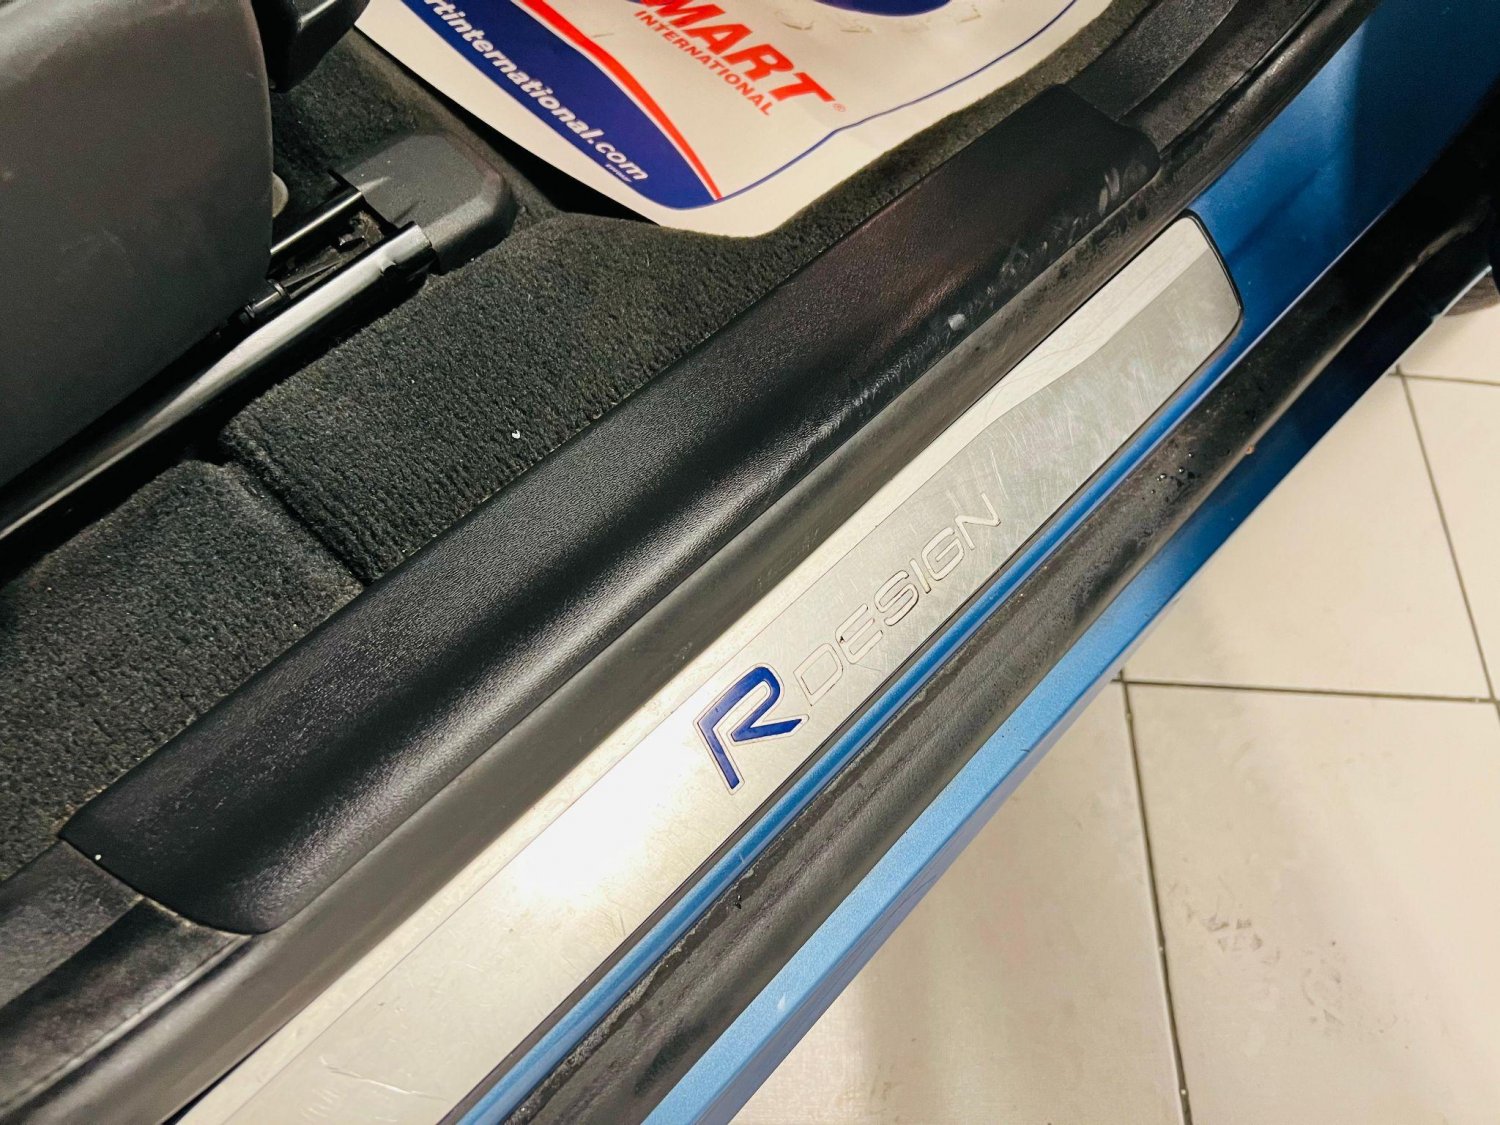 MART®
INTERNATIONAL
rtinternational.com
R DESIGN